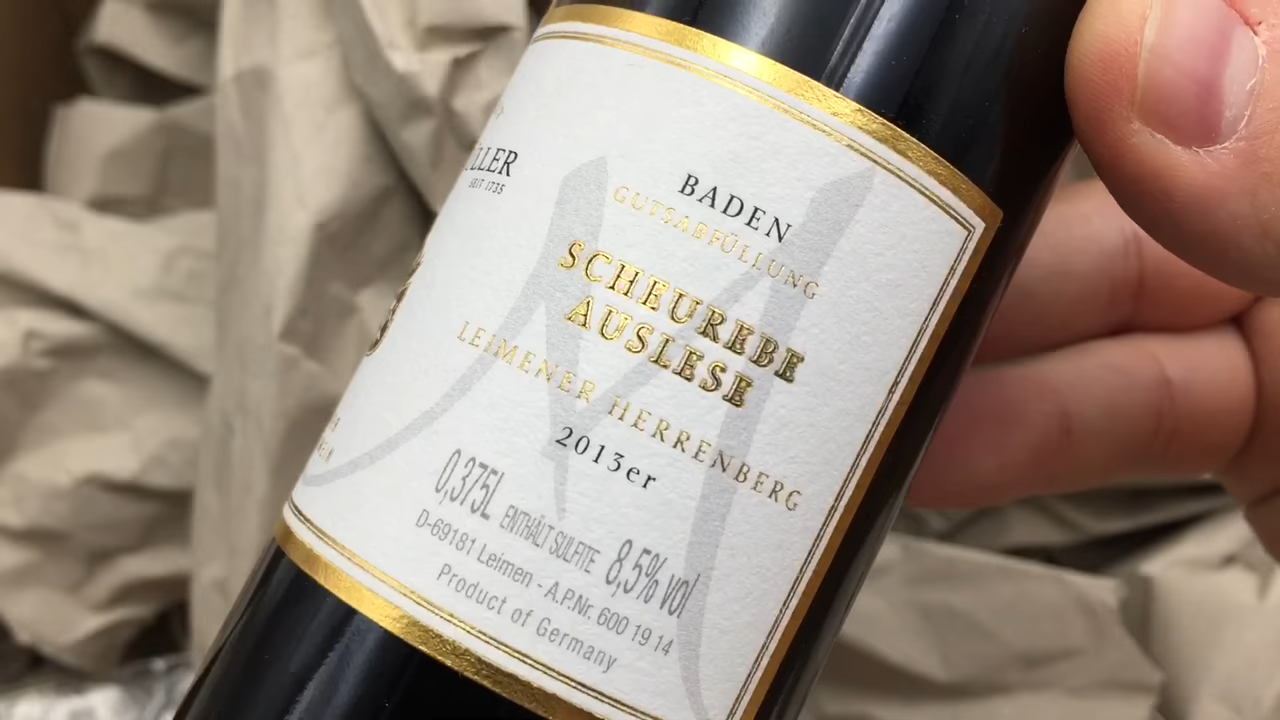 SEIT 1735
BADEN
GUTSABFÜLLUNG
SCHEUREBE
AUSLESE
LEIMENER HERRENBERG
2013er
0,375L ENTHÄLT SULFITE 8,5% vol
D-69181 Leimen - A.P.Nr. 600 19 14
Product of Germany